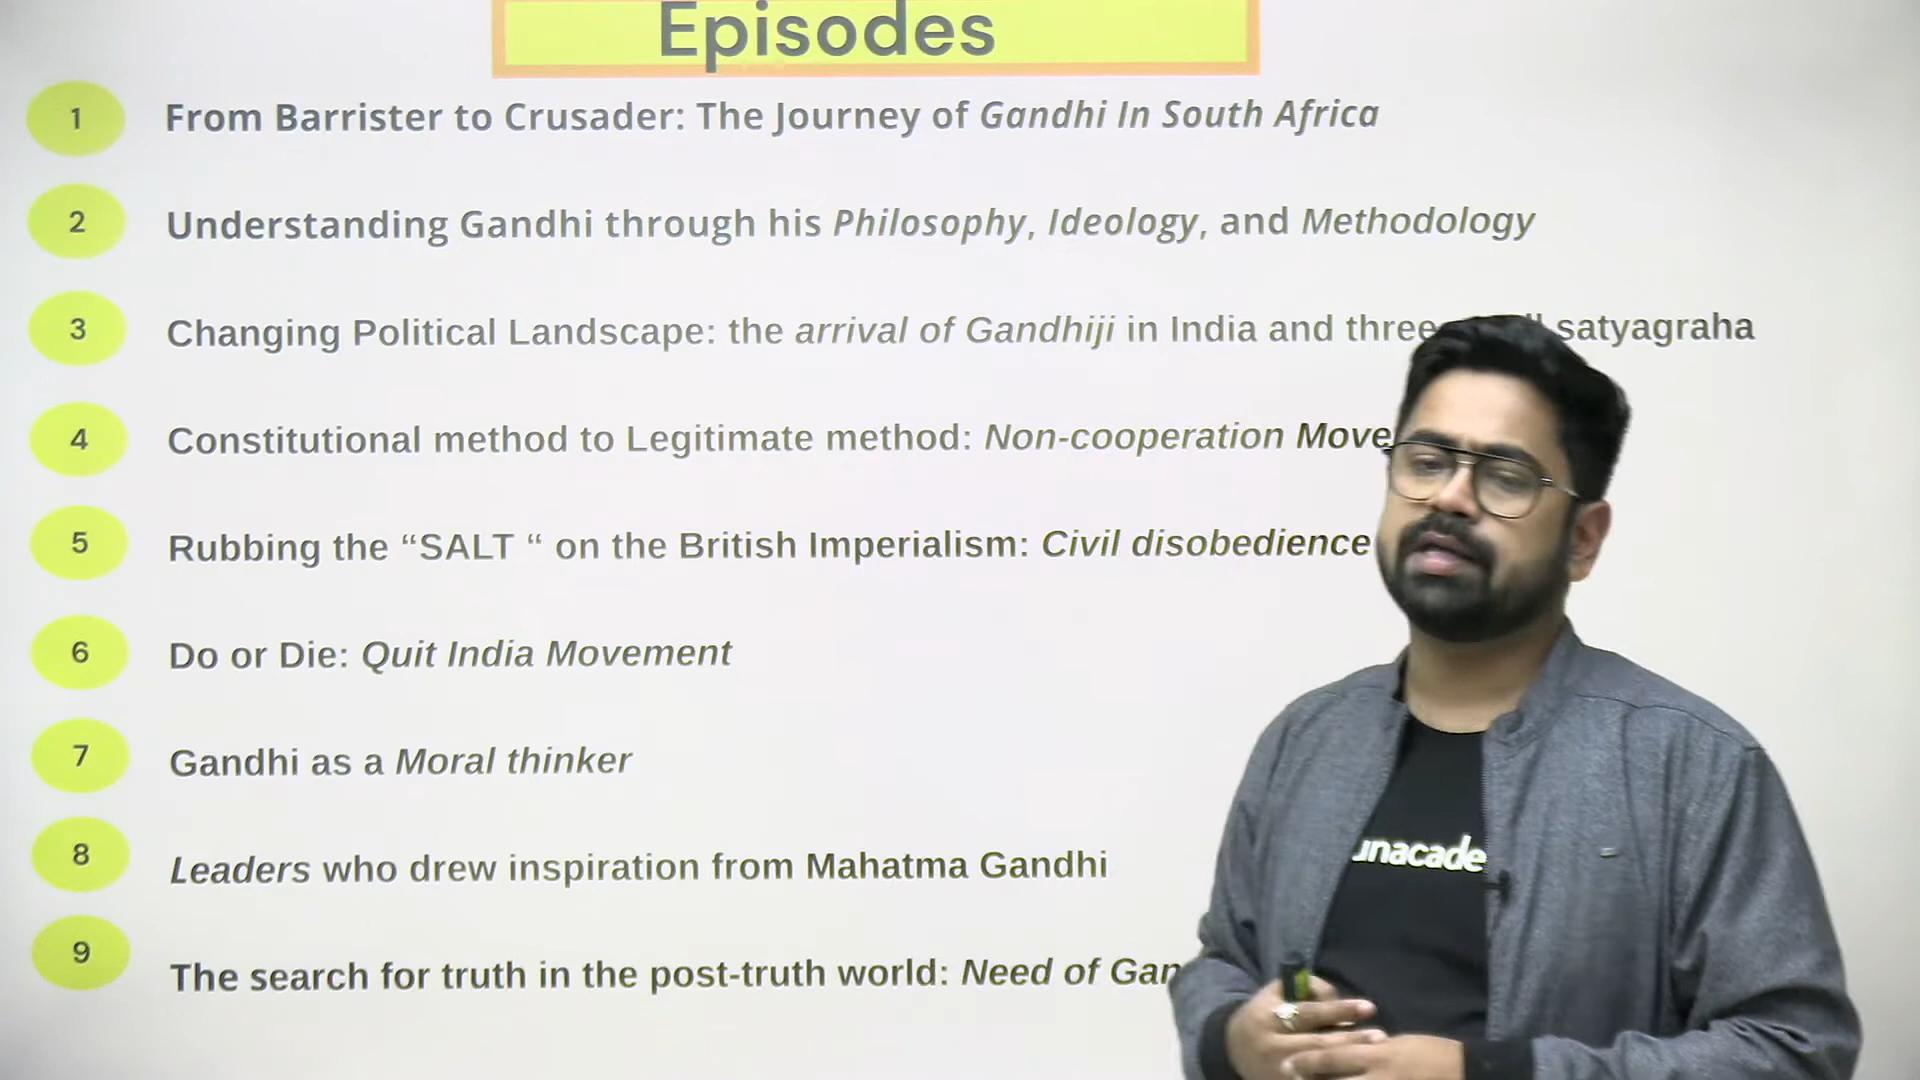 Episodes
1 From Barrister to Crusader: The Journey of Gandhi In South Africa
2 Understanding Gandhi through his Philosophy, Ideology, and Methodology
3 Changing Political Landscape: the arrival of Gandhiji in India and three satyagraha
4 Constitutional method to Legitimate method: Non-cooperation Move
5 Rubbing the “SALT “ on the British Imperialism: Civil disobedience
6 Do or Die: Quit India Movement
7 Gandhi as a Moral thinker
8 Leaders who drew inspiration from Mahatma Gandhi
9 The search for truth in the post-truth world: Need of Gan
unacade